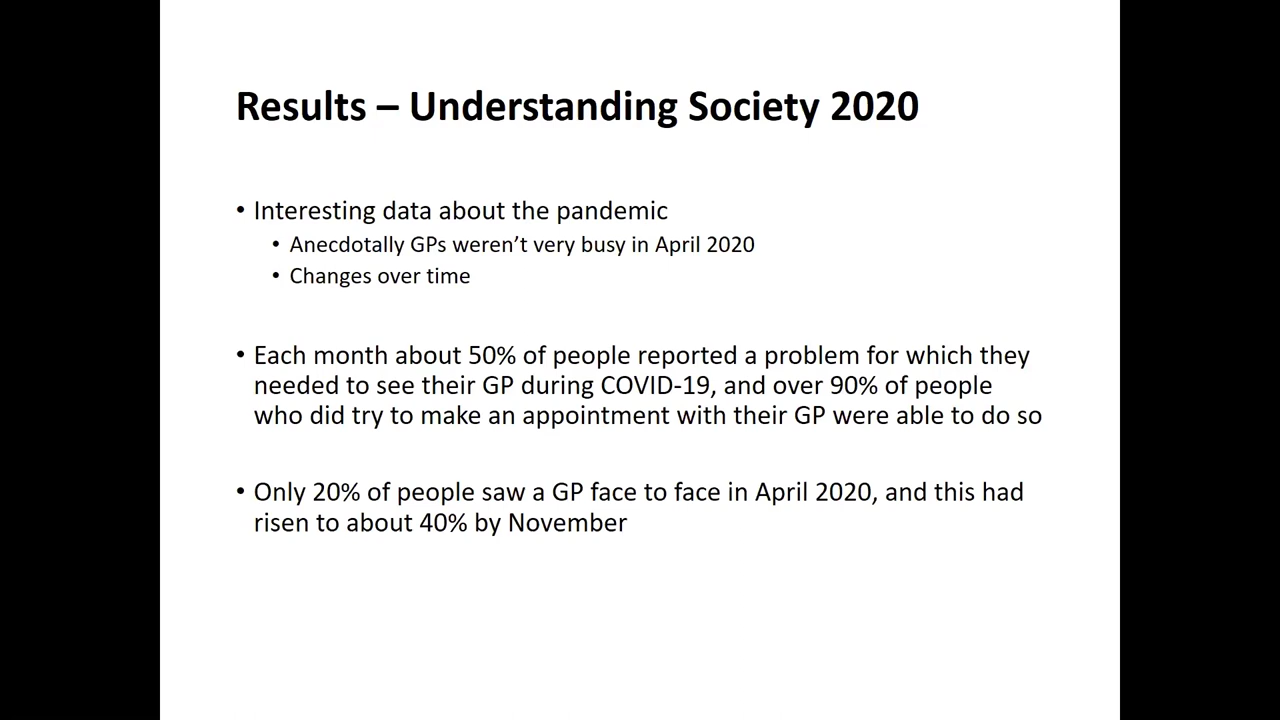 Results – Understanding Society 2020
• Interesting data about the pandemic
• Anecdotally GPs weren’t very busy in April 2020
• Changes over time
• Each month about 50% of people reported a problem for which they
needed to see their GP during COVID-19, and over 90% of people
who did try to make an appointment with their GP were able to do so
• Only 20% of people saw a GP face to face in April 2020, and this had
risen to about 40% by November